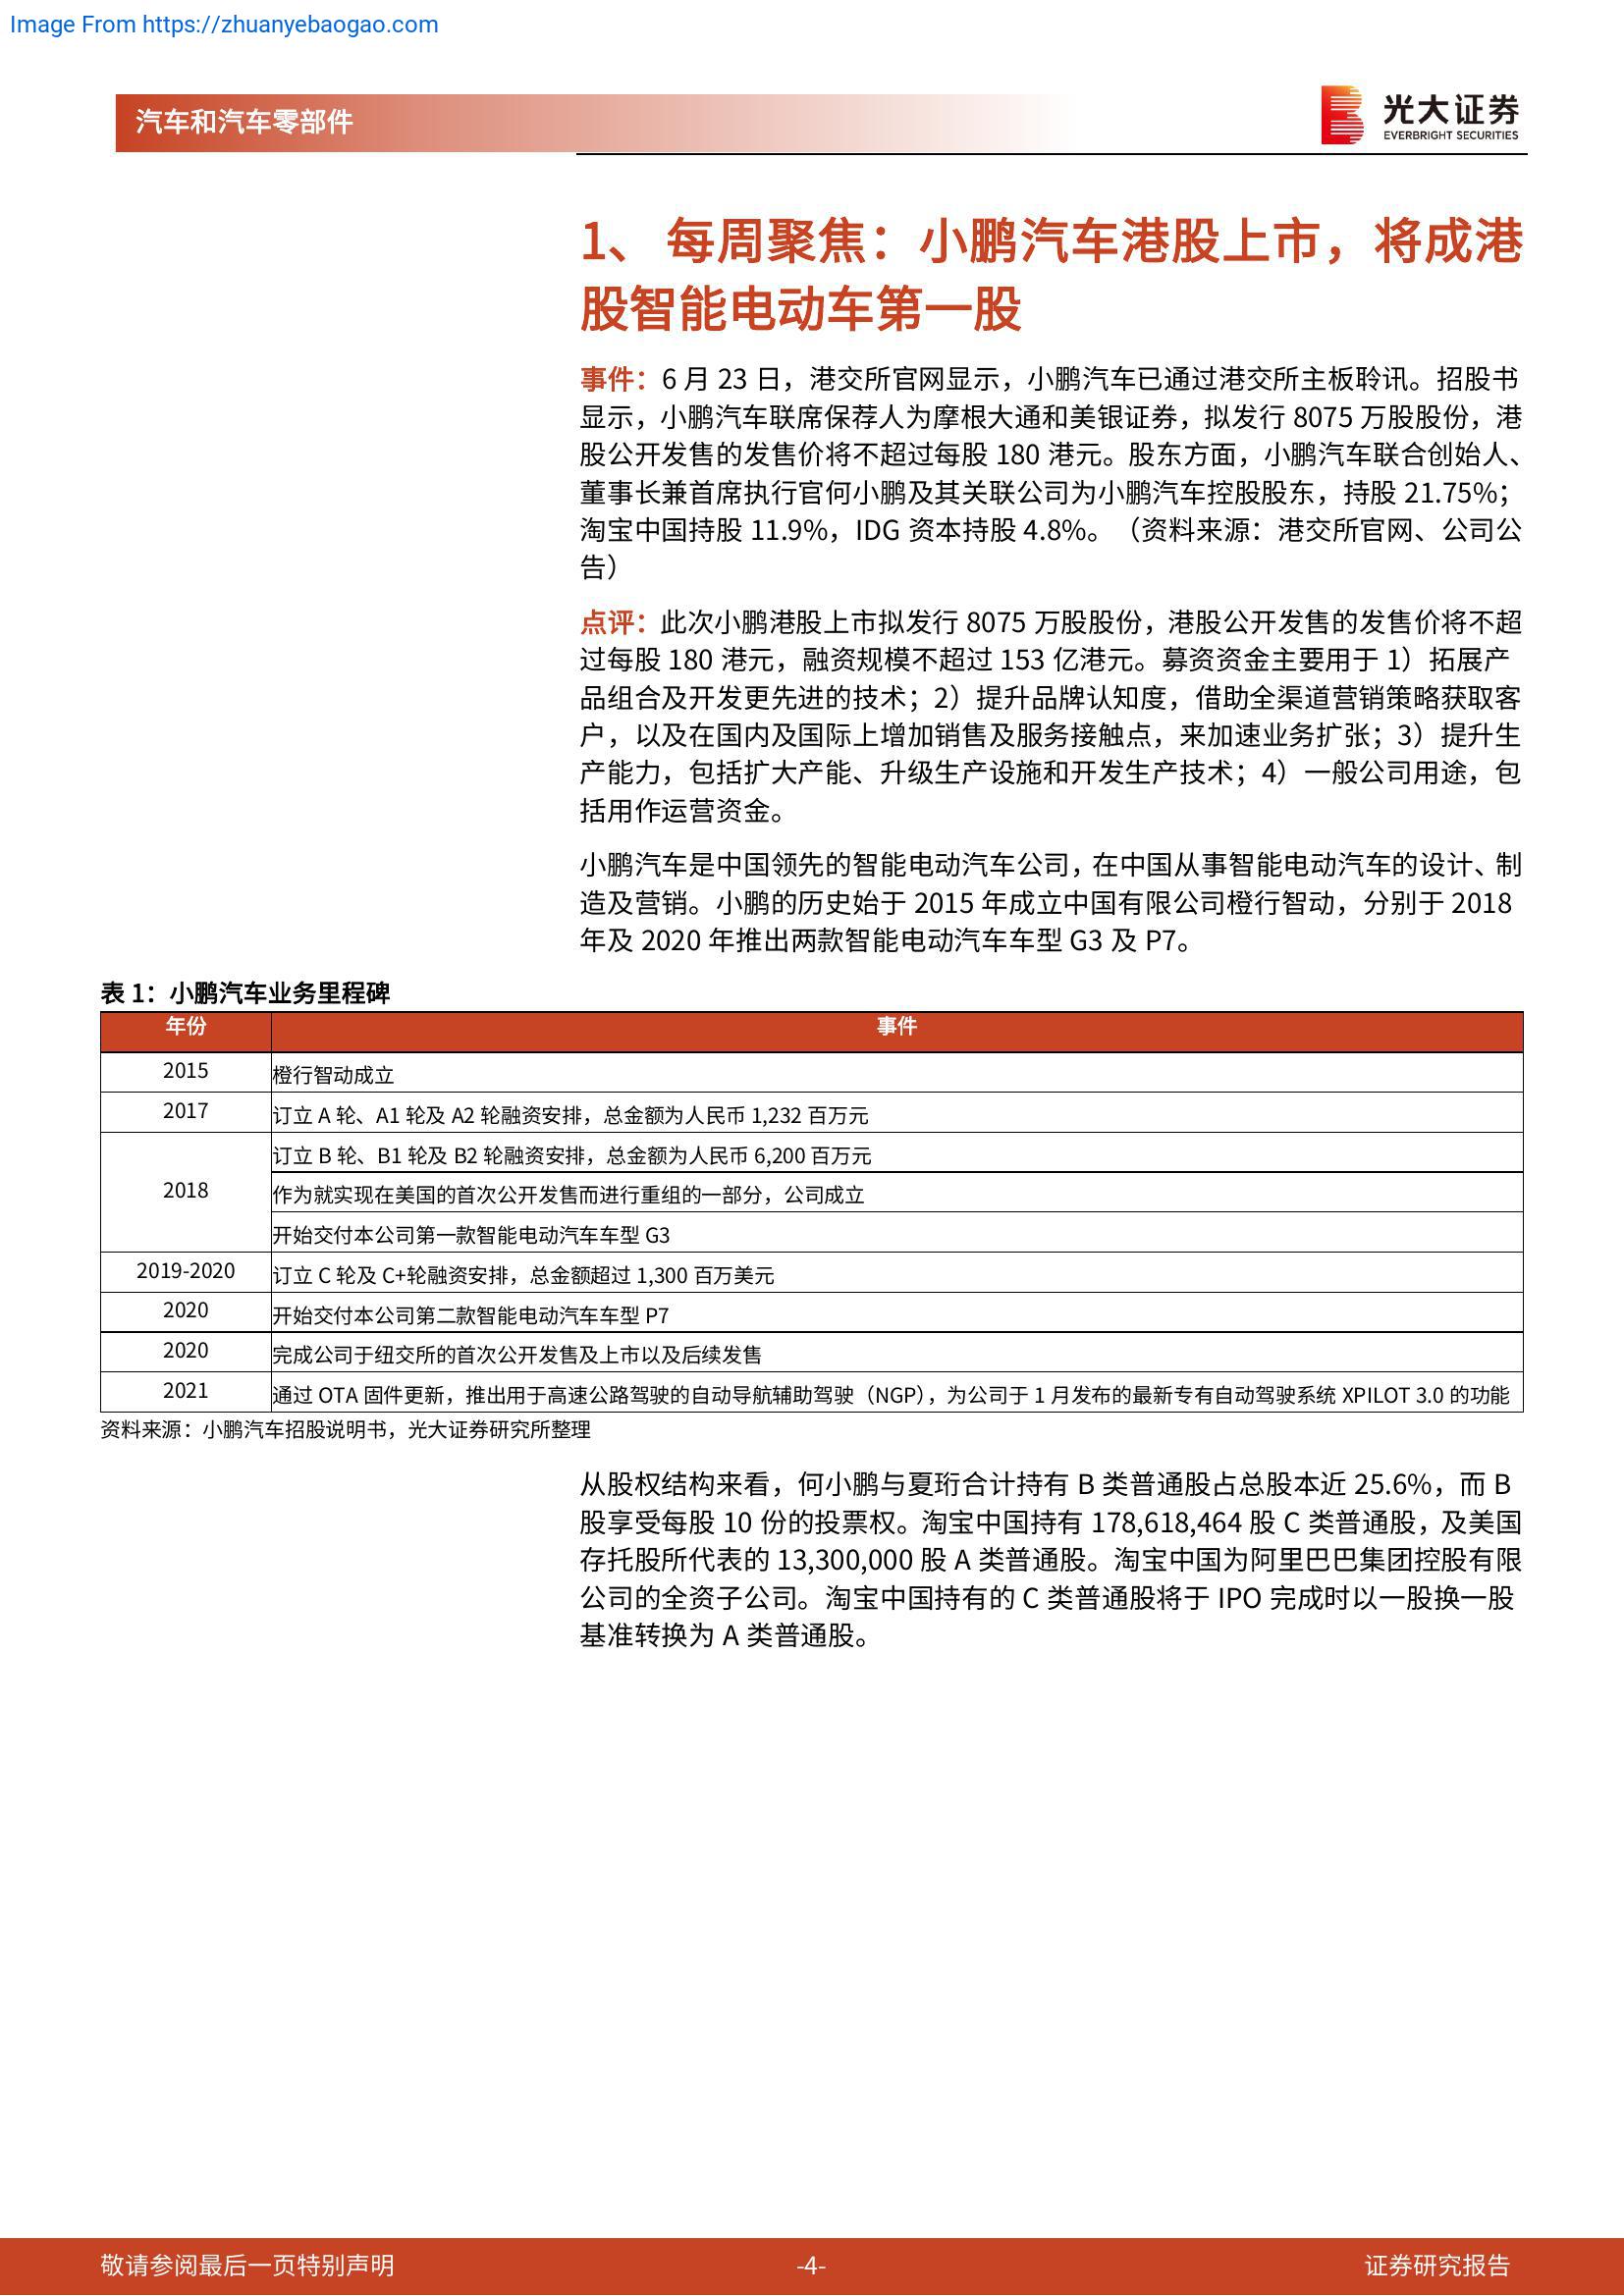 Image From https://zhuanyebaogao.com
汽车和汽车零部件
光大证券
EVERBRIGHT SECURITIES
1、 每周聚焦：小鹏汽车港股上市，将成港
股智能电动车第一股
事件：6 月 23 日，港交所官网显示，小鹏汽车已通过港交所主板聆讯。招股书
显示，小鹏汽车联席保荐人为摩根大通和美银证券，拟发行 8075 万股股份，港
股公开发售的发售价将不超过每股 180 港元。股东方面，小鹏汽车联合创始人、
董事长兼首席执行官何小鹏及其关联公司为小鹏汽车控股股东，持股 21.75%；
淘宝中国持股 11.9%，IDG 资本持股 4.8%。（资料来源：港交所官网、公司公
告）
点评：此次小鹏港股上市拟发行 8075 万股股份，港股公开发售的发售价将不超
过每股 180 港元，融资规模不超过 153 亿港元。募资资金主要用于 1）拓展产
品组合及开发更先进的技术；2）提升品牌认知度，借助全渠道营销策略获取客
户，以及在国内及国际上增加销售及服务接触点，来加速业务扩张；3）提升生
产能力，包括扩大产能、升级生产设施和开发生产技术；4）一般公司用途，包
括用作运营资金。
小鹏汽车是中国领先的智能电动汽车公司，在中国从事智能电动汽车的设计、制
造及营销。小鹏的历史始于 2015 年成立中国有限公司橙行智动，分别于 2018
年及 2020 年推出两款智能电动汽车车型 G3 及 P7。
表 1：小鹏汽车业务里程碑
年份 事件
2015 橙行智动成立
2017 订立 A 轮、A1 轮及 A2 轮融资安排，总金额为人民币 1,232 百万元
订立 B 轮、B1 轮及 B2 轮融资安排，总金额为人民币 6,200 百万元
2018 作为就实现在美国的首次公开发售而进行重组的一部分，公司成立
开始交付本公司第一款智能电动汽车车型 G3
2019-2020 订立 C 轮及 C+轮融资安排，总金额超过 1,300 百万美元
2020 开始交付本公司第二款智能电动汽车车型 P7
2020 完成公司于纽交所的首次公开发售及上市以及后续发售
2021 通过 OTA 固件更新，推出用于高速公路驾驶的自动导航辅助驾驶（NGP），为公司于 1 月发布的最新专有自动驾驶系统 XPILOT 3.0 的功能
资料来源：小鹏汽车招股说明书，光大证券研究所整理
从股权结构来看，何小鹏与夏珩合计持有 B 类普通股占总股本近 25.6%，而 B
股享受每股 10 份的投票权。淘宝中国持有 178,618,464 股 C 类普通股，及美国
存托股所代表的 13,300,000 股 A 类普通股。淘宝中国为阿里巴巴集团控股有限
公司的全资子公司。淘宝中国持有的 C 类普通股将于 IPO 完成时以一股换一股
基准转换为 A 类普通股。
敬请参阅最后一页特别声明 -4- 证券研究报告